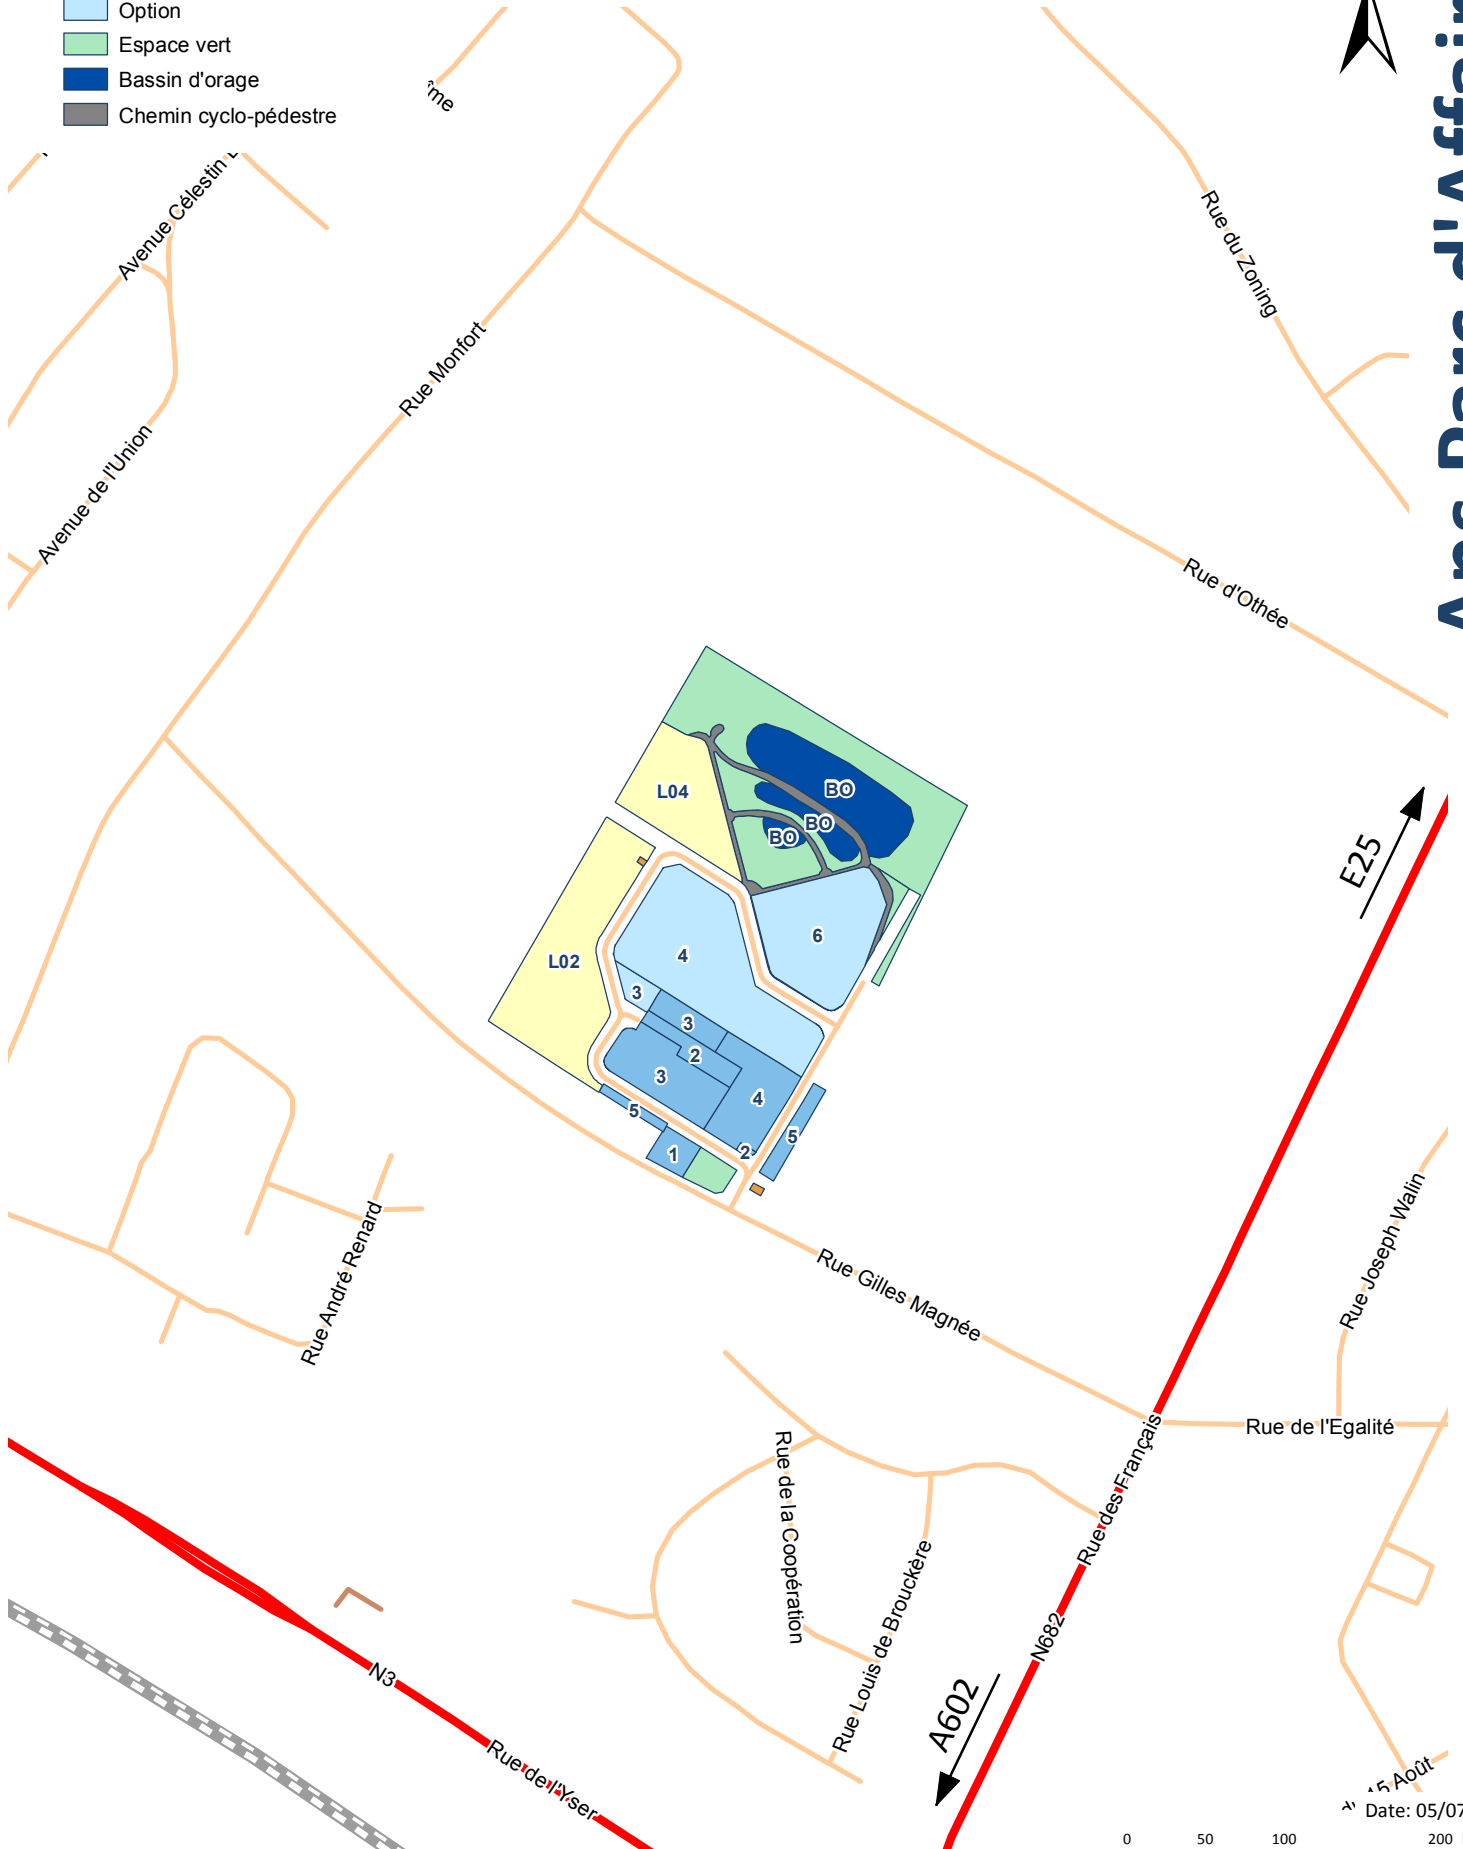 Option
Espace vert
Bassin d'orage
Chemin cyclo-pédestre
Avenue Célestin
Rue du Zoning
Rue Monfort
Avenue de l'Union
Rue d'Othée
BO
BO
BO
L04
E25
6
4
L02
3
3
2
3
4
5
5
2
1
Rue Joseph Walin
Rue André Renard
Rue Gilles Magnée
Rue de l'Egalité
Rue des Français
Rue de la Coopération
Rue Louis de Brouckère
N682
N3
A602
Rue de l'Yser
15 Août
Date: 05/07
0 50 100 200